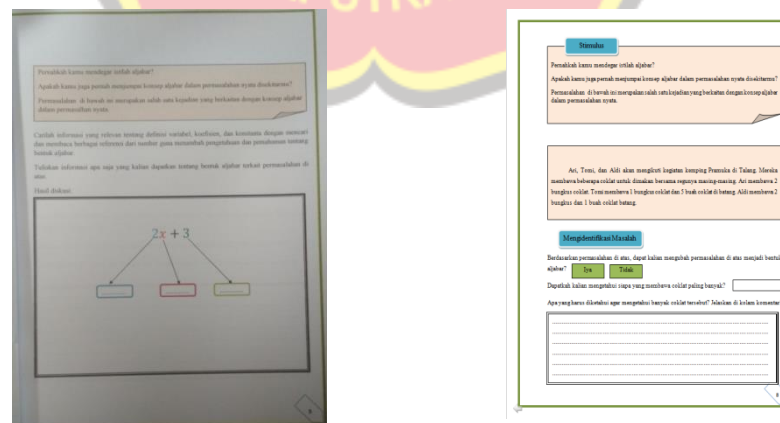 Pernahkah kamu mendegar istilah aljabar?
Apakah kamu juga pernah menjumpai konsep aljabar dalam permasalahan nyata disekitarmu?
Permasalahan di bawah ini merupakan salah satu kejadian yang berkaitan dengan konsep aljabar
dalam permasalhan nyata.
Carilah informasi yang relevan tentang definisi variabel, koefisien, dan konstanta dengan mencari
dan membaca berbagai referensi dari sumber guna menambah pengetahuan dan pemahaman tentang
bentuk aljabar
Tuliskan informasi apa saja yang kalian dapatkan tentang bentuk aljabar terkait permasalahan di
atas
Hasil diskusi:
2x + 3
Stimulus
Pernahkah kamu mendegar istilah aljabar?
Apakah kamu juga pernah menjumpai konsep aljabar dalam permasalahan nyata disekitarmu?
Permasalahan di bawah ini merupakan salah satu kejadian yang berkaitan dengan konsep aljabar
dalam permasalahan nyata.
Ari, Tomi, dan Aldi akan mengikuti kegiatan kemping Pramuka di Talang. Mereka
membawa beberapa coklat untuk dimakan bersama regunya masing-masing. Ari membawa 2
bungkus coklat. Tomi membawa 1 bungkus coklat dan 5 buah coklat di batang. Aldi membawa 2
bungkus dan 1 buah coklat batang.
Mengidentifikasi Masalah
Berdasarkan permasalahan di atas, dapat kalian mengubah permasalahan di atas menjadi bentuk
aljabar? Iya Tidak
Dapatkah kalian mengetahui siapa yang membawa coklat paling banyak?
Apa yang harus diketahui agar mengetahui banyak coklat tersebut? Jelaskan di kolom komentar